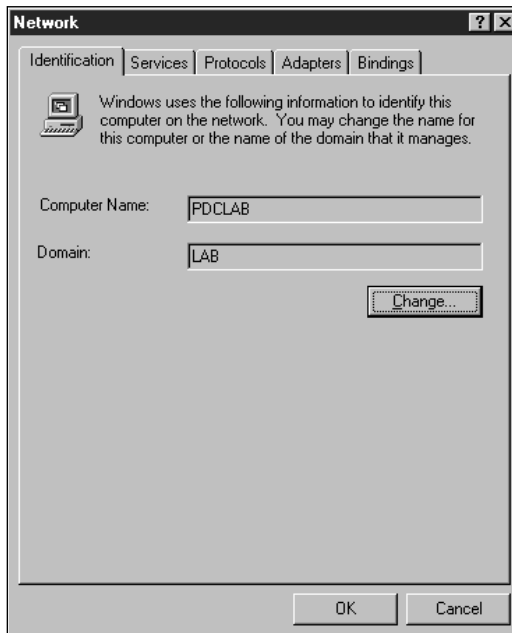 Network
Identification Services Protocols Adapters Bindings
Windows uses the following information to identify this
computer on the network. You may change the name for
this computer or the name of the domain that it manages.
Computer Name: PDCLAB
Domain: LAB
Change...
OK Cancel